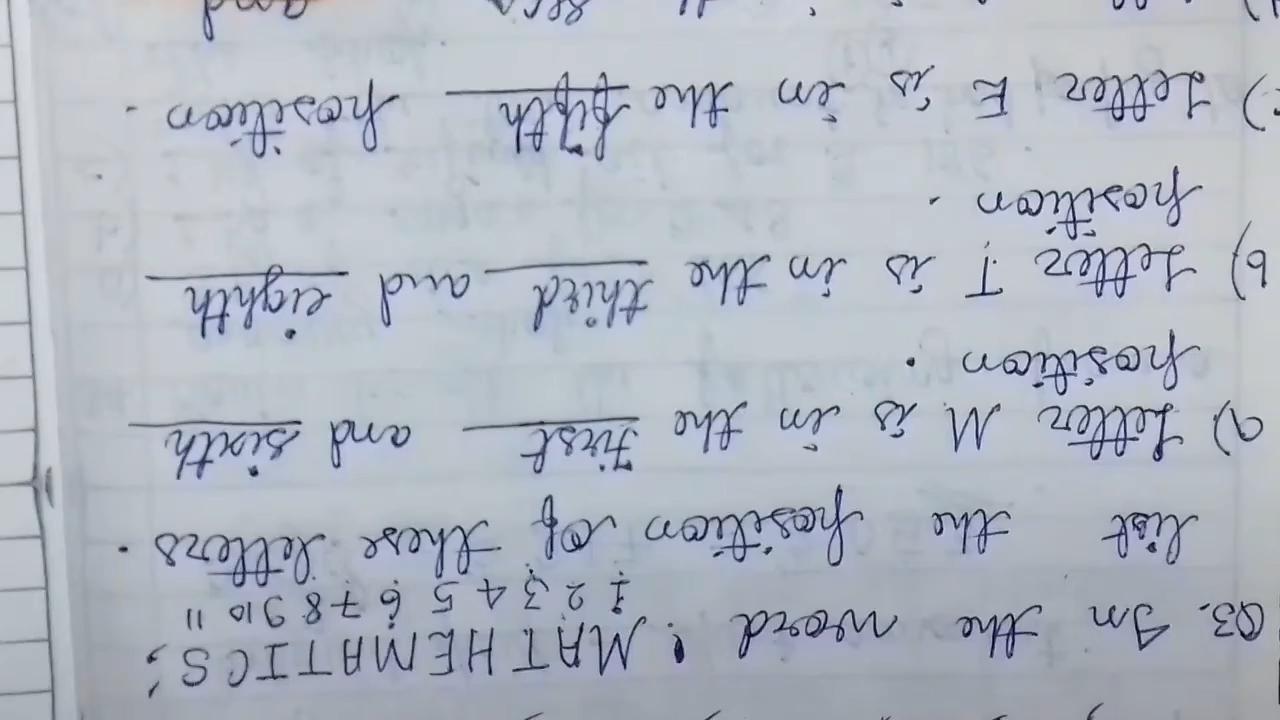 Q3. In the word 'MATHEMATICS',
1 2 3 4 5 6 7 8 9 10 11
list the position of these letters.
a) Letter M is in the first and sixth
position.
b) Letter T is in the third and eighth
position.
c) Letter E is in the fifth position.
and